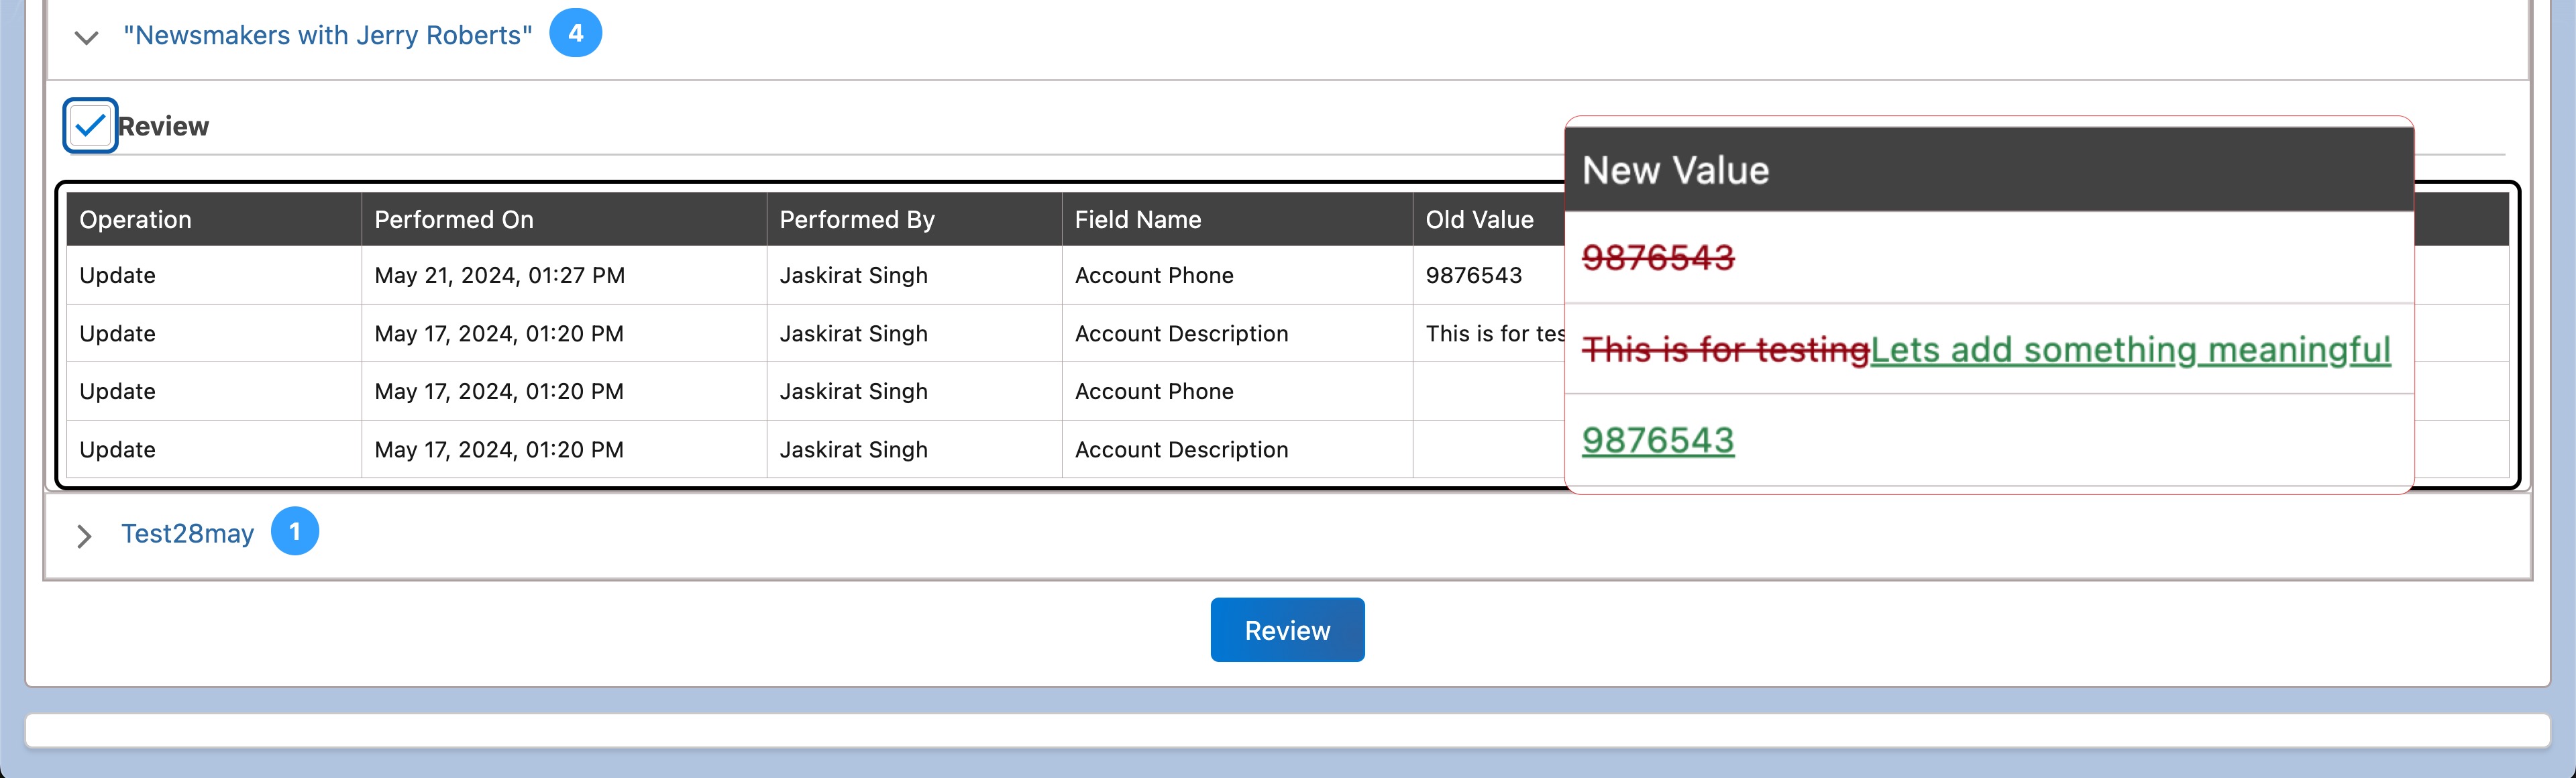 "Newsmakers with Jerry Roberts" 4
Review
Operation Performed On Performed By Field Name Old Value
Update May 21, 2024, 01:27 PM Jaskirat Singh Account Phone 9876543
Update May 17, 2024, 01:20 PM Jaskirat Singh Account Description This is for tes
Update May 17, 2024, 01:20 PM Jaskirat Singh Account Phone
Update May 17, 2024, 01:20 PM Jaskirat Singh Account Description
New Value
9876543
This is for testingLets add something meaningful
9876543
Test28may 1
Review